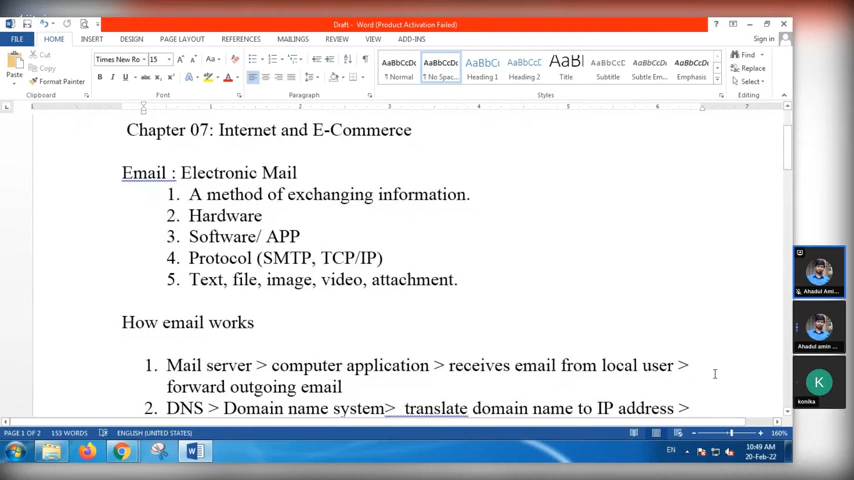 Draft - Word (Product Activation Failed)
FILE HOME INSERT DESIGN PAGE LAYOUT REFERENCES MAILINGS REVIEW VIEW ADD-INS Sign in
Paste Cut Copy Format Painter
Times New Ro 15
AaBbCcDc AaBbCcDc AaBbCc AaBbCc AaBl AaBbCcD AaBbCcDc AaBbCcDc
¶ Normal ¶ No Spac... Heading 1 Heading 2 Title Subtitle Subtle Em... Emphasis
Find Replace Select
Clipboard Font Paragraph Styles Editing
Chapter 07: Internet and E-Commerce
Email : Electronic Mail
1. A method of exchanging information.
2. Hardware
3. Software/ APP
4. Protocol (SMTP, TCP/IP)
5. Text, file, image, video, attachment.
How email works
1. Mail server > computer application > receives email from local user >
forward outgoing email
2. DNS > Domain name system> translate domain name to IP address >
Ahadul Ami...
Ahadul amin ...
K
konika
PAGE 1 OF 2 153 WORDS ENGLISH (UNITED STATES) 160%
EN 10:49 AM
20-Feb-22